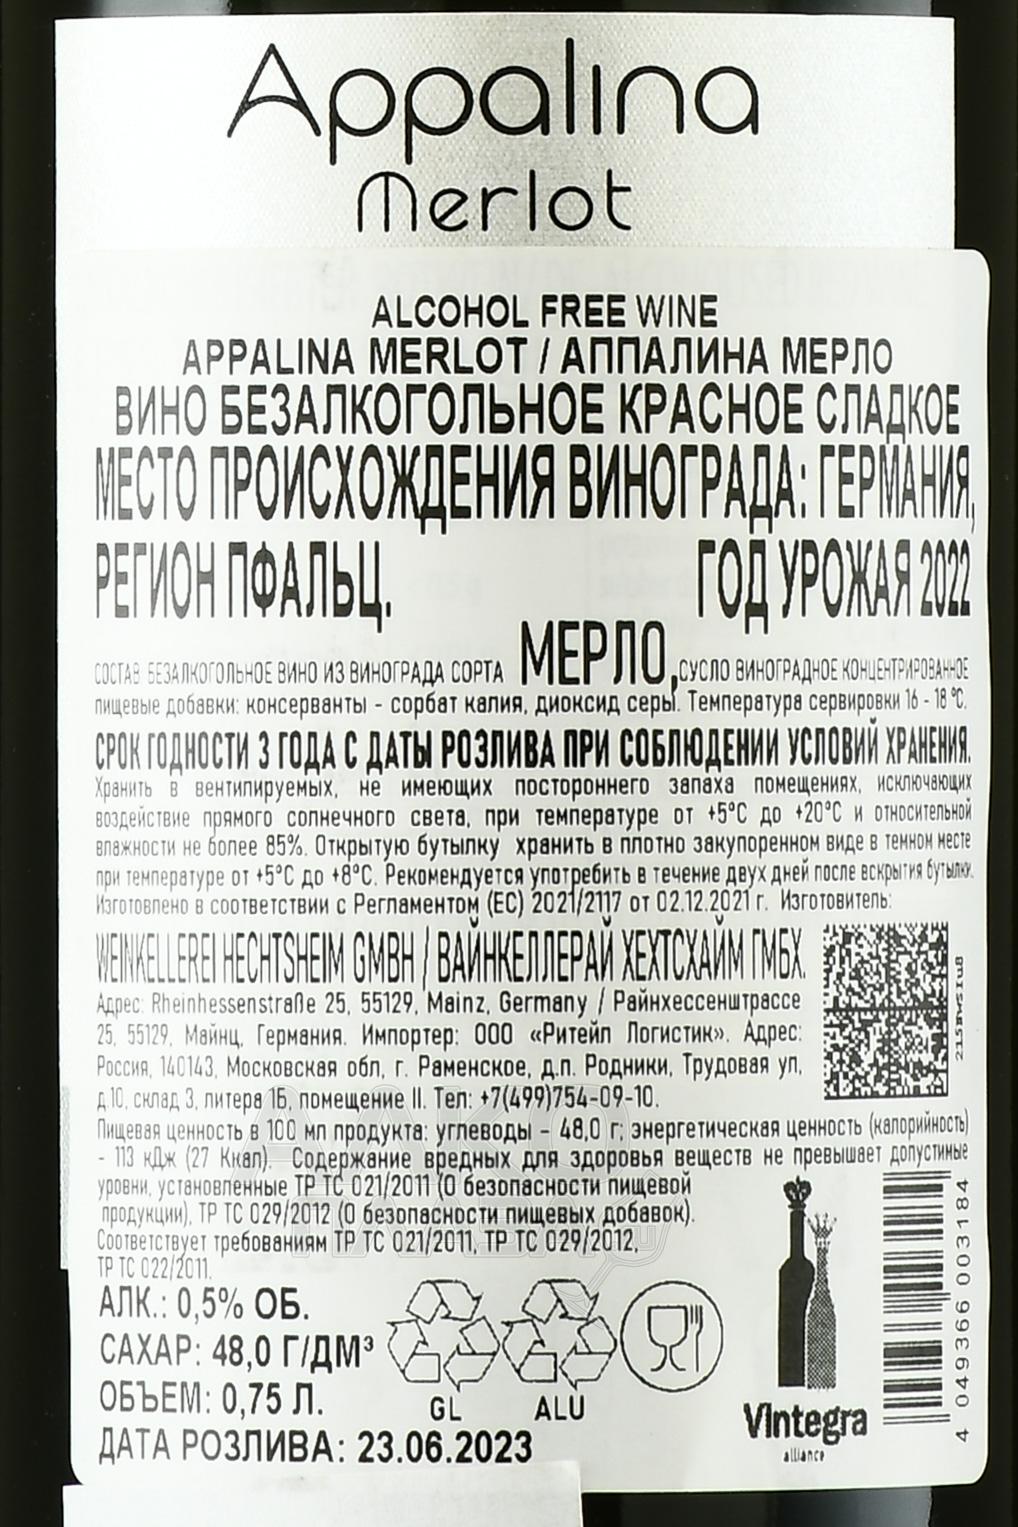 Appalina
Merlot
ALCOHOL FREE WINE
APPALINA MERLOT / АППАЛИНА МЕРЛО
ВИНО БЕЗАЛКОГОЛЬНОЕ КРАСНОЕ СЛАДКОЕ
МЕСТО ПРОИСХОЖДЕНИЯ ВИНОГРАДА: ГЕРМАНИЯ,
РЕГИОН ПФАЛЬЦ. ГОД УРОЖАЯ 2022
СОСТАВ: БЕЗАЛКОГОЛЬНОЕ ВИНО ИЗ ВИНОГРАДА СОРТА МЕРЛО, СУСЛО ВИНОГРАДНОЕ КОНЦЕНТРИРОВАННОЕ
пищевые добавки: консерванты - сорбат калия, диоксид серы. Температура сервировки 16 - 18 °C.
СРОК ГОДНОСТИ 3 ГОДА С ДАТЫ РОЗЛИВА ПРИ СОБЛЮДЕНИИ УСЛОВИЙ ХРАНЕНИЯ.
Хранить в вентилируемых, не имеющих постороннего запаха помещениях, исключающих
воздействие прямого солнечного света, при температуре от +5°C до +20°C и относительной
влажности не более 85%. Открытую бутылку хранить в плотно закупоренном виде в темном месте
при температуре от +5°C до +8°C. Рекомендуется употребить в течение двух дней после вскрытия бутылки.
Изготовлено в соответствии с Регламентом (ЕС) 2021/2117 от 02.12.2021 г. Изготовитель:
WEINKELLEREI HECHTSHEIM GMBH / ВАЙНКЕЛЛЕРАЙ ХЕХТСХАЙМ ГМБХ.
Адрес: Rheinhessenstraße 25, 55129, Mainz, Germany / Райнхессенштрассе
25, 55129, Майнц, Германия. Импортер: ООО «Ритейл Логистик». Адрес:
Россия, 140143, Московская обл, г. Раменское, д.п. Родники, Трудовая ул,
д.10, склад 3, литера 1Б, помещение II. Тел: +7(499)754-09-10.
Пищевая ценность в 100 мл продукта: углеводы - 48,0 г; энергетическая ценность (калорийность)
- 113 кДж (27 Ккал). Содержание вредных для здоровья веществ не превышает допустимые
уровни, установленные ТР ТС 021/2011 (О безопасности пищевой
продукции), ТР ТС 029/2012 (О безопасности пищевых добавок).
Соответствует требованиям ТР ТС 021/2011, ТР ТС 029/2012,
ТР ТС 022/2011.
АЛК.: 0,5% ОБ.
САХАР: 48,0 Г/ДМ³
ОБЪЕМ: 0,75 Л.
ДАТА РОЗЛИВА: 23.06.2023
GL
ALU
VIntegra
alliance
4 049366 003184